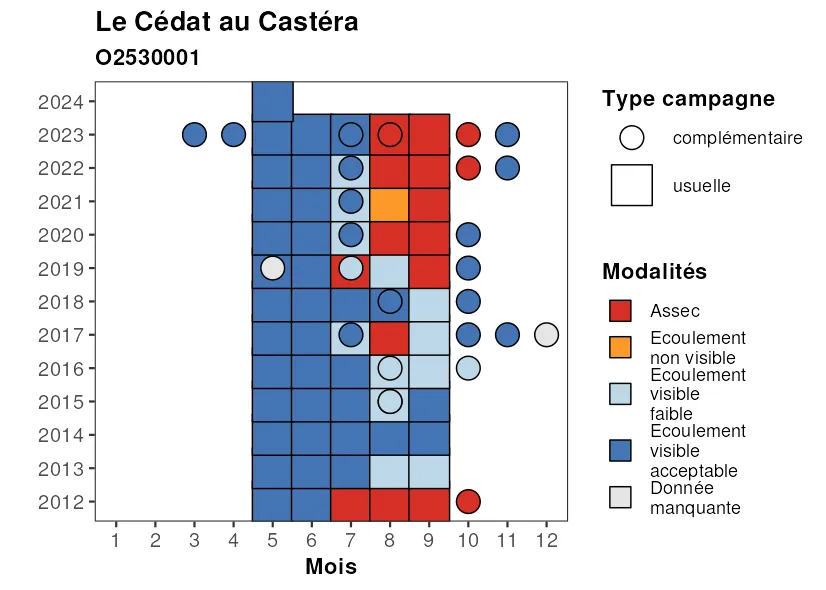 Le Cédat au Castéra
O2530001
2024
2023
2022
2021
2020
2019
2018
2017
2016
2015
2014
2013
2012
1 2 3 4 5 6 7 8 9 10 11 12
Mois
Type campagne
complémentaire
usuelle
Modalités
Assec
Ecoulement
non visible
Ecoulement
visible
faible
Ecoulement
visible
acceptable
Donnée
manquante